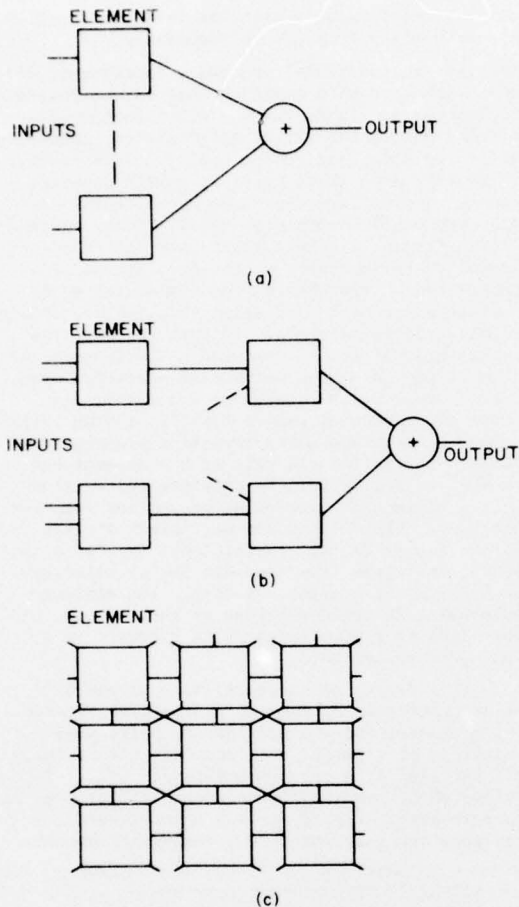 ELEMENT
INPUTS
+
OUTPUT
(a)
ELEMENT
INPUTS
+
OUTPUT
(b)
ELEMENT
(c)